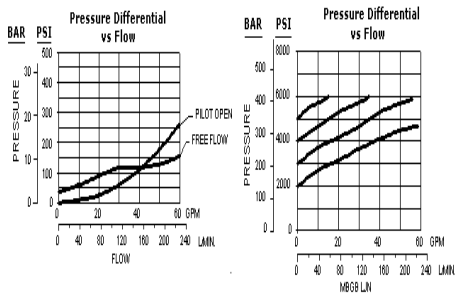 Pressure Differential
vs Flow
BAR PSI
500
400
300
200
100
0
30
20
10
0
PRESSURE
PILOT OPEN
FREE FLOW
0 20 40 60 GPM
0 40 80 120 160 200 240 L/MIN.
FLOW
Pressure Differential
vs Flow
BAR PSI
8000
6000
4000
2000
0
500
400
300
200
100
0
PRESSURE
0 20 40 60 GPM
0 40 80 120 160 200 240 L/MIN.
MBGB L/N